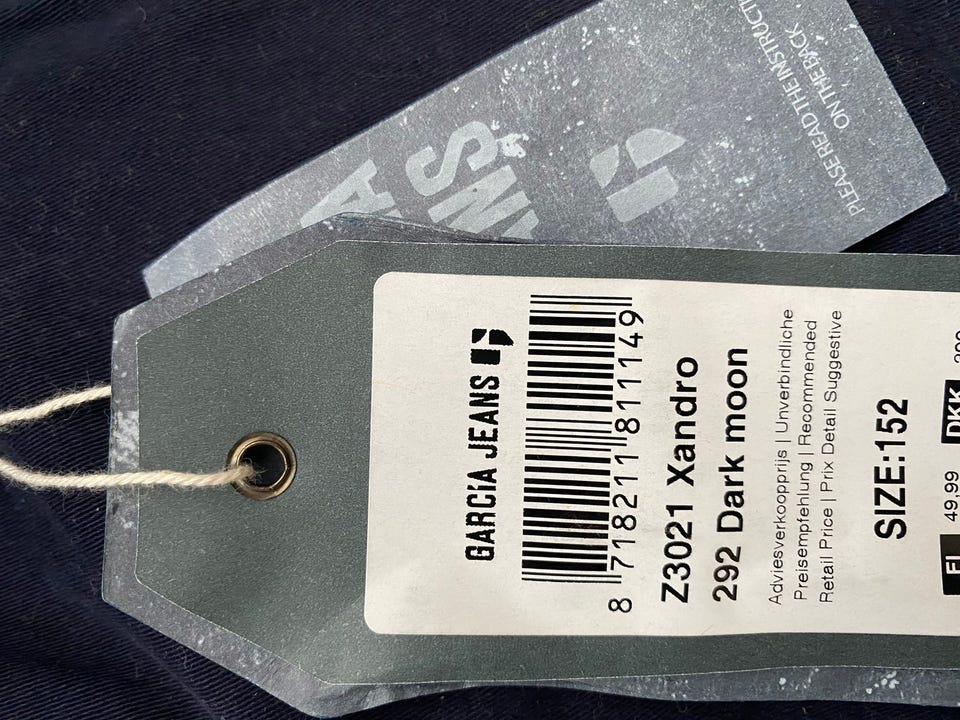 GARCIA JEANS
8 718211 811149
Z3021 Xandro
292 Dark moon
Adviesverkoopprijs | Unverbindliche
Preisempfehlung | Recommended
Retail Price | Prix Detail Suggestive
SIZE:152
49,99 DKK
PLEASE READ THE INSTRUCTI
ON THE BACK